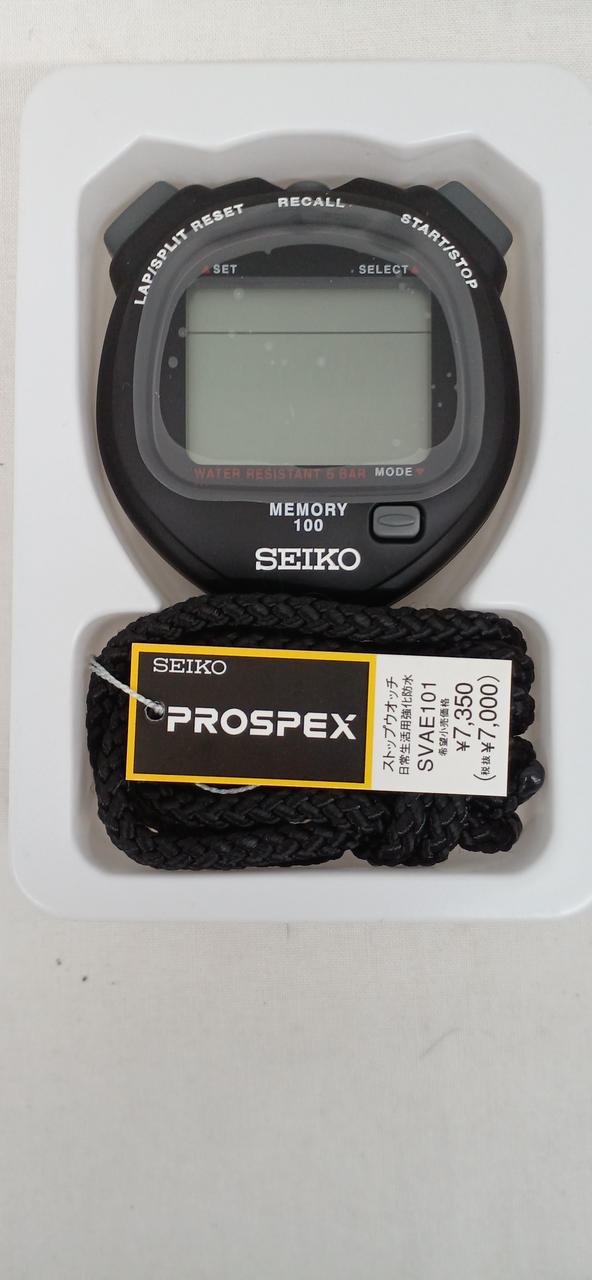 LAP/SPLIT RESET
RECALL
START/STOP
SET
SELECT
WATER RESISTANT 5 BAR
MODE
MEMORY
100
SEIKO
SEIKO
PROSPEX
ストップウオッチ
日常生活用強化防水
SVAE101
希望小売価格
¥7,350
(税抜¥7,000)